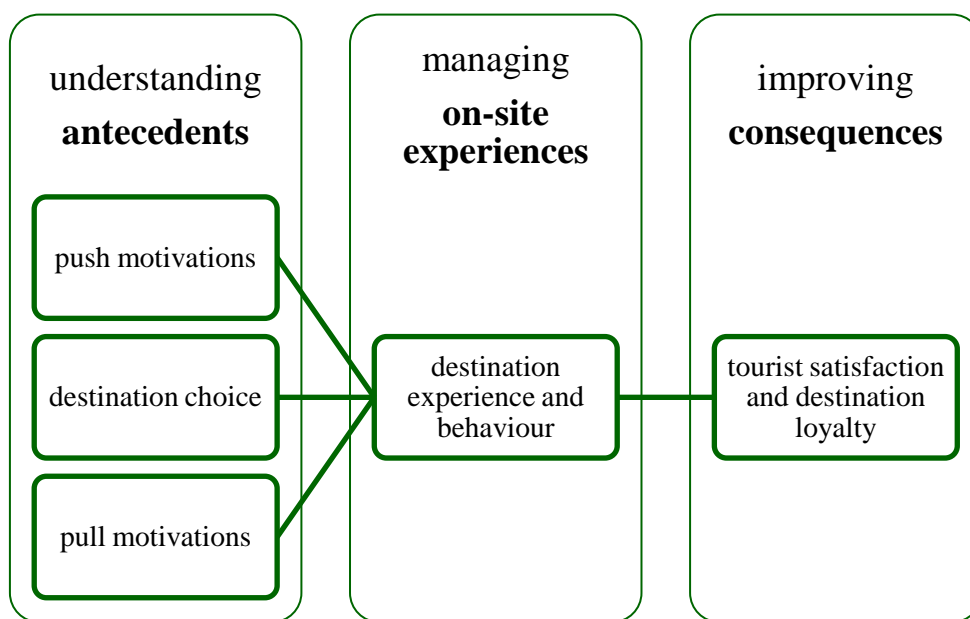 understanding
antecedents
push motivations
destination choice
pull motivations
managing
on-site
experiences
destination
experience and
behaviour
improving
consequences
tourist satisfaction
and destination
loyalty